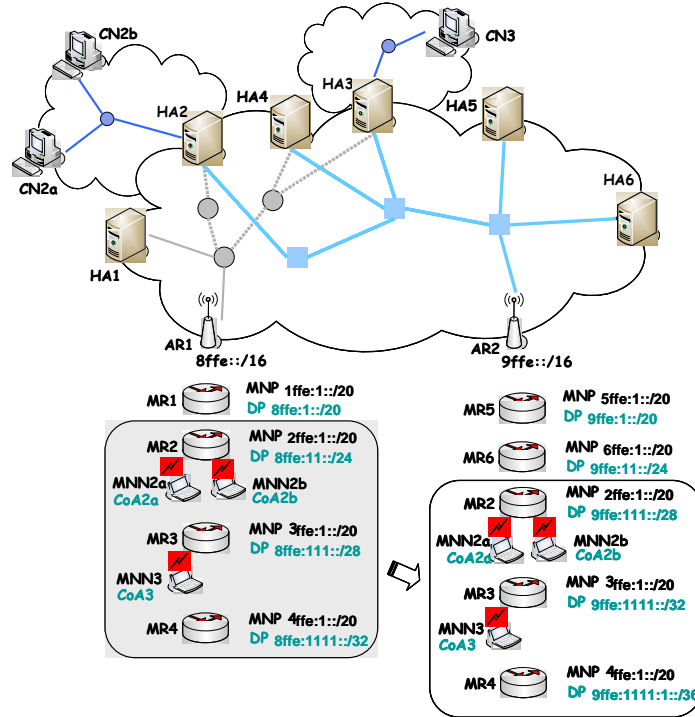 CN2b
CN3
HA2
HA4
HA3
HA5
CN2a
HA6
HA1
AR1
8ffe::/16
AR2
9ffe::/16
MR1
MNP 1ffe:1::/20
DP 8ffe:1::/20
MR2
MNP 2ffe:1::/20
DP 8ffe:11::/24
MNN2a
CoA2a
MNN2b
CoA2b
MR3
MNP 3ffe:1::/20
DP 8ffe:111::/28
MNN3
CoA3
MR4
MNP 4ffe:1::/20
DP 8ffe:1111::/32
MR5
MNP 5ffe:1::/20
DP 9ffe:1::/20
MR6
MNP 6ffe:1::/20
DP 9ffe:11::/24
MR2
MNP 2ffe:1::/20
DP 9ffe:111::/28
MNN2a
CoA2a
MNN2b
CoA2b
MR3
MNP 3ffe:1::/20
DP 9ffe:1111::/32
MNN3
CoA3
MR4
MNP 4ffe:1::/20
DP 9ffe:1111:1::/36